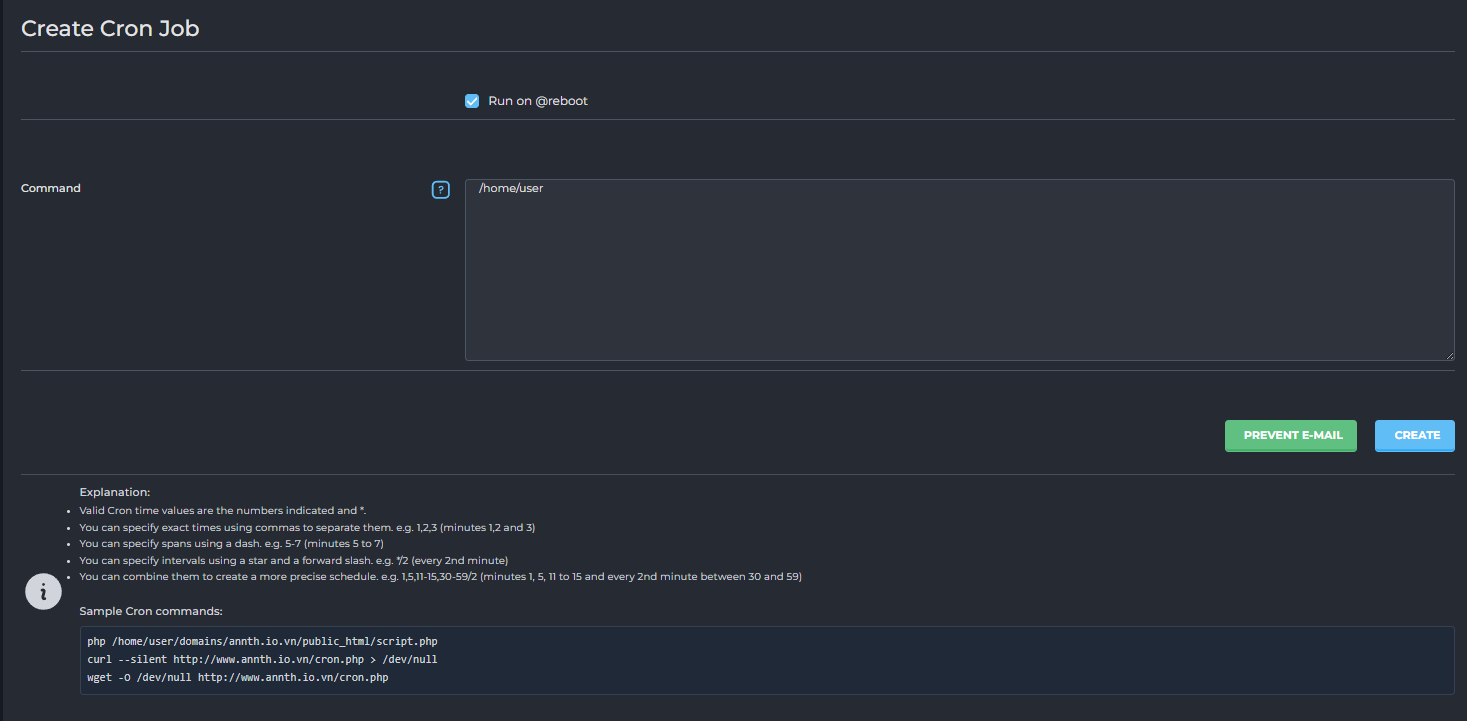 Create Cron Job
Run on @reboot
Command
?
/home/user
PREVENT E-MAIL
CREATE
Explanation:
Valid Cron time values are the numbers indicated and *.
You can specify exact times using commas to separate them. e.g. 1,2,3 (minutes 1,2 and 3)
You can specify spans using a dash. e.g. 5-7 (minutes 5 to 7)
You can specify intervals using a star and a forward slash. e.g. */2 (every 2nd minute)
You can combine them to create a more precise schedule. e.g. 1,5,11-15,30-59/2 (minutes 1, 5, 11 to 15 and every 2nd minute between 30 and 59)
i
Sample Cron commands:
php /home/user/domains/annth.io.vn/public_html/script.php
curl --silent http://www.annth.io.vn/cron.php > /dev/null
wget -O /dev/null http://www.annth.io.vn/cron.php